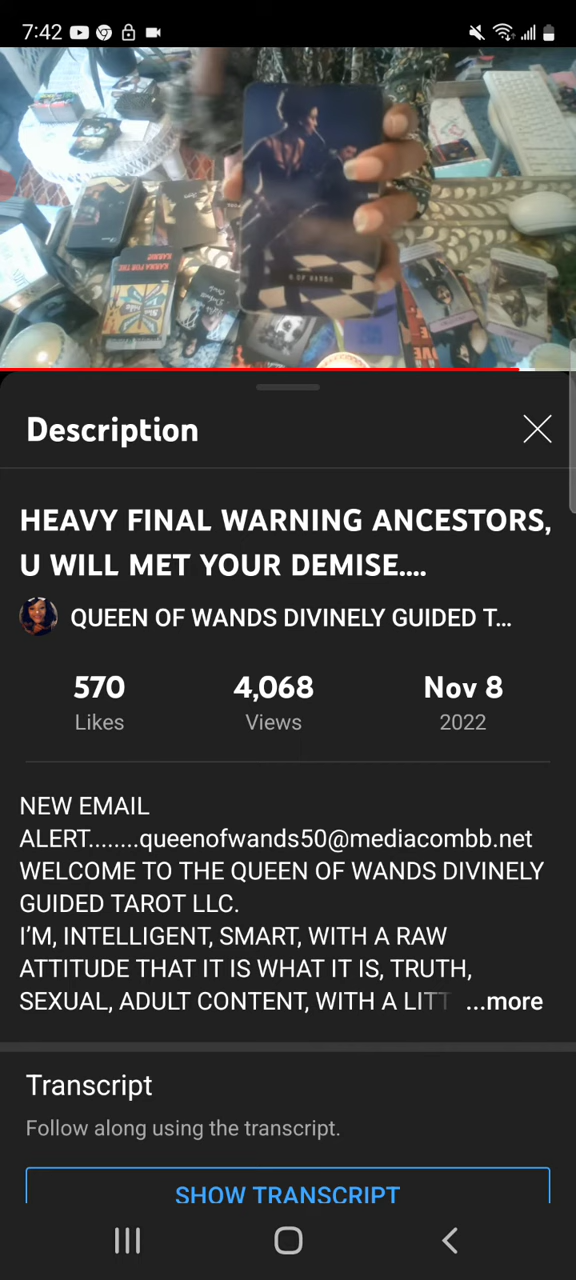 7:42
KARMA FOR THE
Description
HEAVY FINAL WARNING ANCESTORS,
U WILL MET YOUR DEMISE....
QUEEN OF WANDS DIVINELY GUIDED T...
570
4,068
Nov 8
Likes
Views
2022
NEW EMAIL
ALERT........queenofwands50@mediacombb.net
WELCOME TO THE QUEEN OF WANDS DIVINELY
GUIDED TAROT LLC.
I'M, INTELLIGENT, SMART, WITH A RAW
ATTITUDE THAT IT IS WHAT IT IS, TRUTH,
SEXUAL, ADULT CONTENT, WITH A LITT ...more
Transcript
Follow along using the transcript.
SHOW TRANSCRIPT